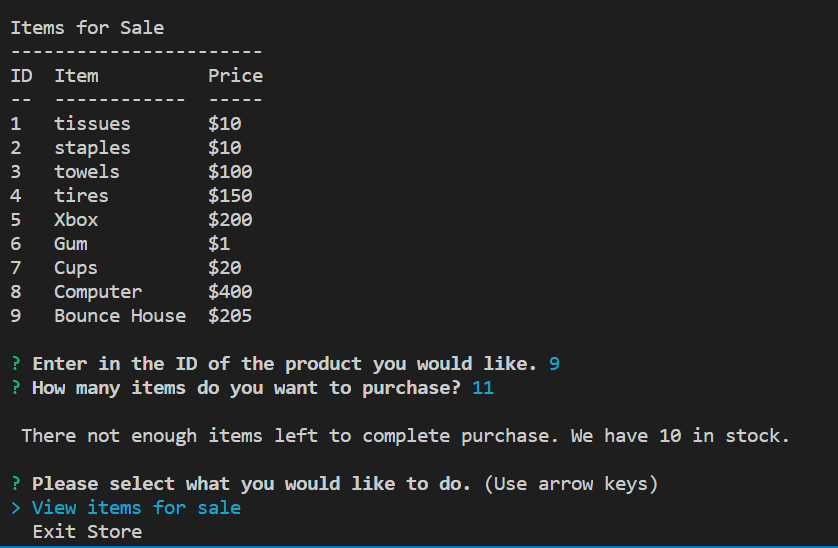 Items for Sale
-----------------------
ID  Item          Price
--  ------------  -----
1   tissues       $10
2   staples       $10
3   towels        $100
4   tires         $150
5   Xbox          $200
6   Gum           $1
7   Cups          $20
8   Computer      $400
9   Bounce House  $205
? Enter in the ID of the product you would like. 9
? How many items do you want to purchase? 11
There not enough items left to complete purchase. We have 10 in stock.
? Please select what you would like to do. (Use arrow keys)
> View items for sale
Exit Store